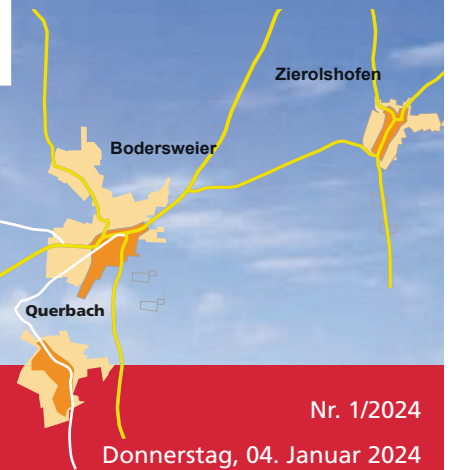 Zierolshofen
Bodersweier
Querbach
Nr. 1/2024
Donnerstag, 04. Januar 2024